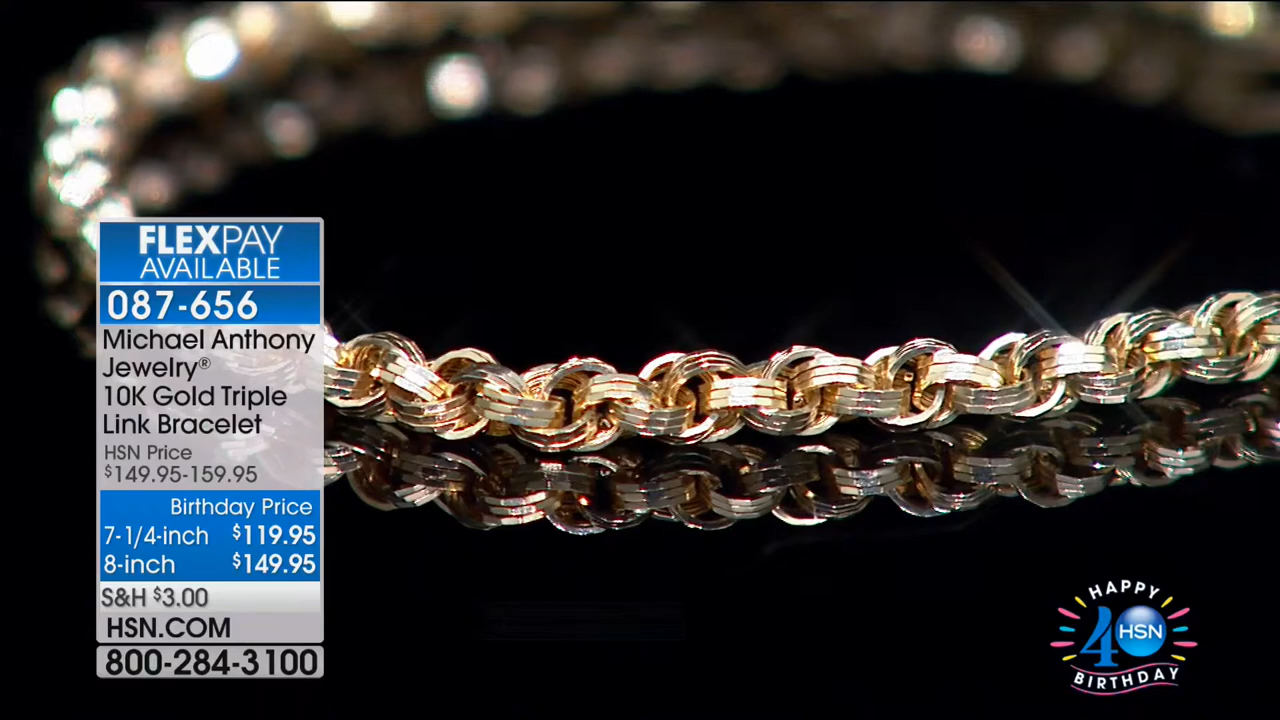 FLEXPAY
AVAILABLE
087-656
Michael Anthony
Jewelry®
10K Gold Triple
Link Bracelet
HSN Price
$149.95-159.95
Birthday Price
7-1/4-inch $119.95
8-inch $149.95
S&H $3.00
HSN.COM
800-284-3100
HAPPY
40 HSN
BIRTHDAY